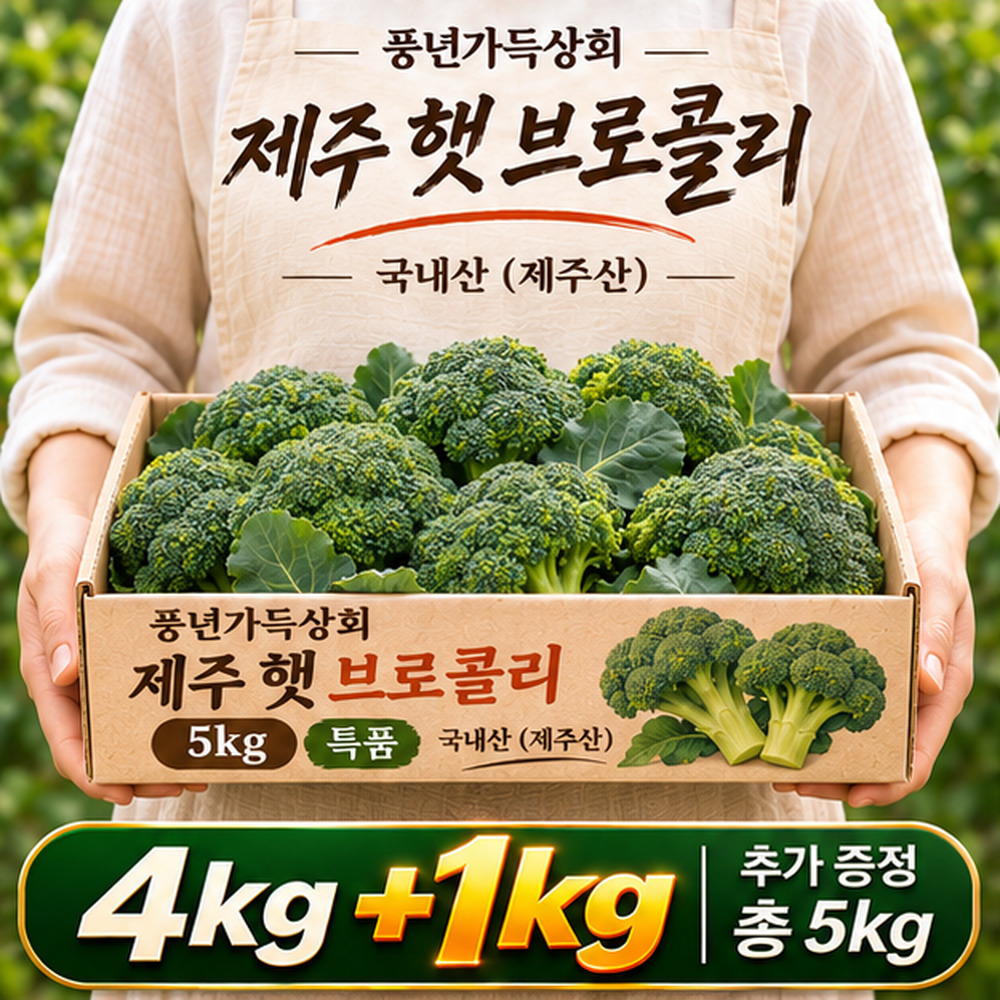 풍년가득상회
제주 햇 브로콜리
국내산 (제주산)
풍년가득상회
제주 햇 브로콜리
5kg 특품 국내산 (제주산)
4kg+1kg
추가 증정
총 5kg